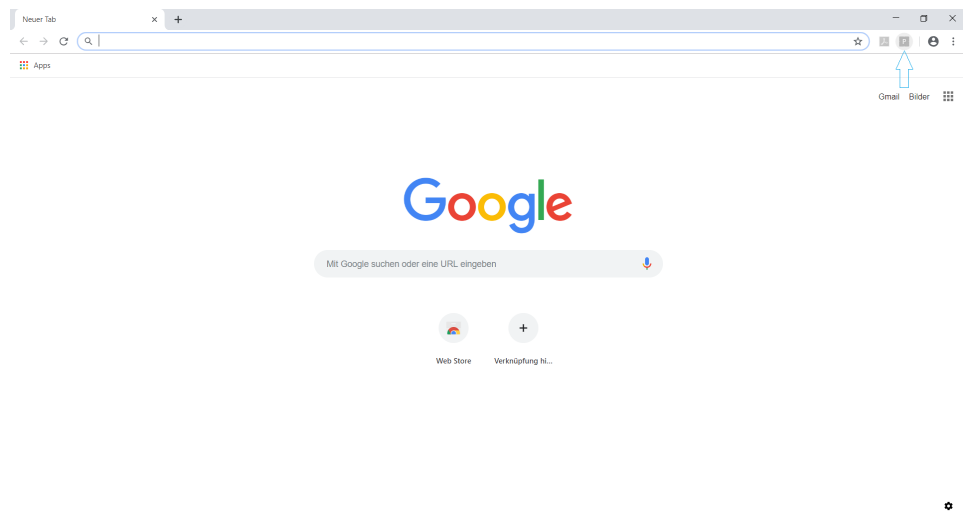 Neuer Tab
Apps
P
Gmail Bilder
Google
Mit Google suchen oder eine URL eingeben
Web Store Verknüpfung hi...